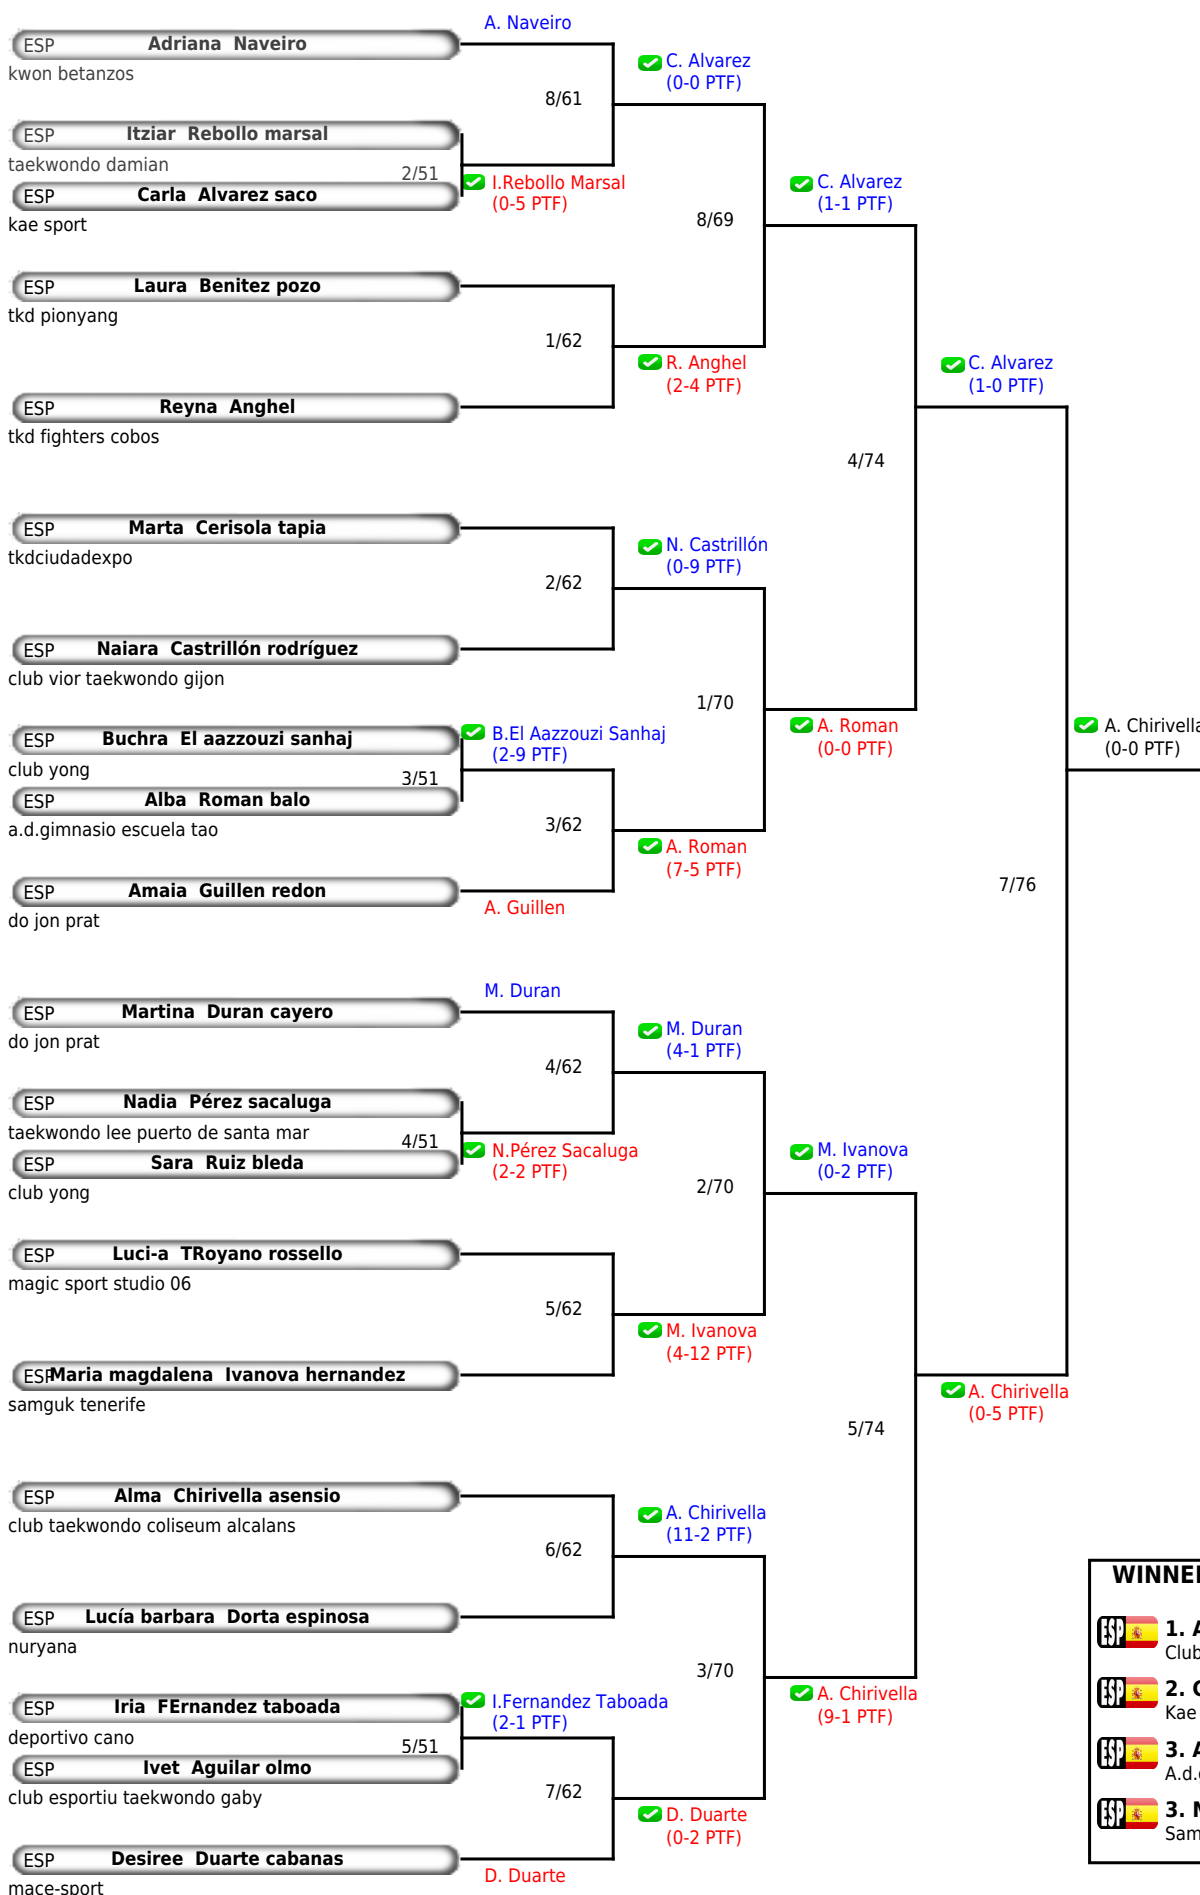 A. Naveiro
ESP Adriana Naveiro
kwon betanzos
C. Alvarez
(0-0 PTF)
8/61
ESP Itziar Rebollo marsal
taekwondo damian
2/51
I.Rebollo Marsal
(0-5 PTF)
ESP Carla Alvarez saco
kae sport
C. Alvarez
(1-1 PTF)
8/69
ESP Laura Benitez pozo
tkd pionyang
1/62
R. Anghel
(2-4 PTF)
ESP Reyna Anghel
tkd fighters cobos
C. Alvarez
(1-0 PTF)
4/74
ESP Marta Cerisola tapia
tkdciudadexpo
N. Castrillón
(0-9 PTF)
2/62
ESP Naiara Castrillón rodríguez
club vior taekwondo gijon
1/70
A. Roman
(0-0 PTF)
ESP Buchra El aazzouzi sanhaj
club yong
3/51
B.El Aazzouzi Sanhaj
(2-9 PTF)
ESP Alba Roman balo
a.d.gimnasio escuela tao
3/62
A. Roman
(7-5 PTF)
ESP Amaia Guillen redon
do jon prat
A. Guillen
A. Chirivella
(0-0 PTF)
7/76
M. Duran
ESP Martina Duran cayero
do jon prat
M. Duran
(4-1 PTF)
4/62
ESP Nadia Pérez sacaluga
taekwondo lee puerto de santa mar
4/51
N.Pérez Sacaluga
(2-2 PTF)
ESP Sara Ruiz bleda
club yong
M. Ivanova
(0-2 PTF)
2/70
ESP Luci-a TRoyano rossello
magic sport studio 06
5/62
M. Ivanova
(4-12 PTF)
ESP Maria magdalena Ivanova hernandez
samguk tenerife
A. Chirivella
(0-5 PTF)
5/74
ESP Alma Chirivella asensio
club taekwondo coliseum alcalans
A. Chirivella
(11-2 PTF)
6/62
ESP Lucía barbara Dorta espinosa
nuryana
3/70
A. Chirivella
(9-1 PTF)
ESP Iria FErnandez taboada
deportivo cano
5/51
I.Fernandez Taboada
(2-1 PTF)
ESP Ivet Aguilar olmo
club esportiu taekwondo gaby
7/62
D. Duarte
(0-2 PTF)
ESP Desiree Duarte cabanas
mace-sport
D. Duarte
WINNE
ESP 1. A
Club
ESP 2. C
Kae
ESP 3. A
A.d.
ESP 3. M
Sam